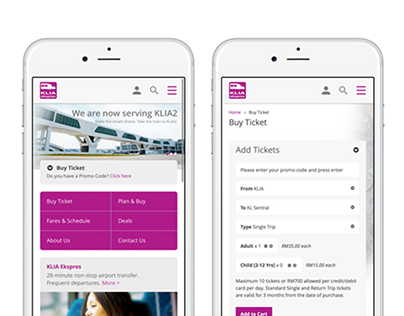 KLIA
ekspres
We are now serving KLIA2
Make the smart choice. Take the train to KLIA2.
Buy Ticket
Do you have a Promo Code? Click here
Buy Ticket
Plan & Buy
Fares & Schedule
Deals
About Us
Contact Us
KLIA Ekspres
28-minute non-stop airport transfer.
Frequent departures. More >
KLIA
ekspres
Home » Buy Ticket
Buy Ticket
Add Tickets
Please enter your promo code and press enter
From KLIA
To KL Sentral
Type Single Trip
Adult x 1 RM35.00 each
Child (2-12 Yrs) x 0 RM15.00 each
Maximum 10 tickets or RM700 allowed per credit/debit
card per day. Standard Single and Return Trip tickets
are valid for 3 months from the date of purchase.
Add to Cart